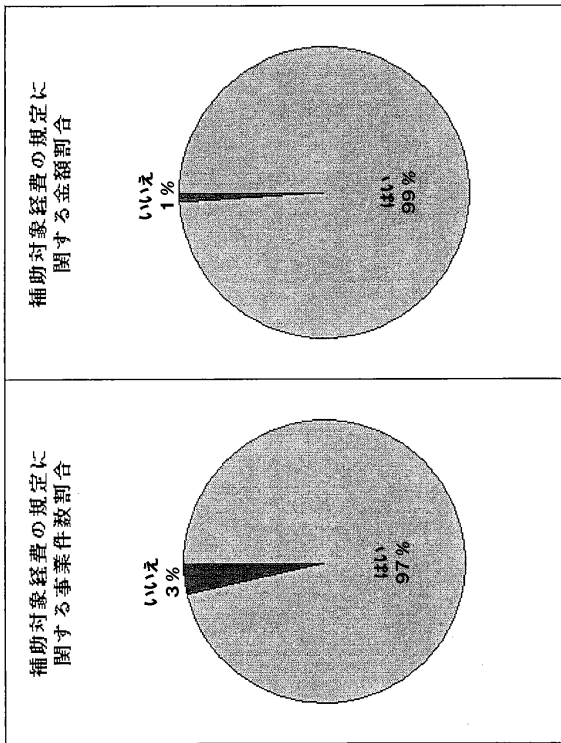 補助対象経費の規定に
関する事業件数割合
いいえ
3%
はい
97%
補助対象経費の規定に
関する金額割合
いいえ
1%
はい
99%